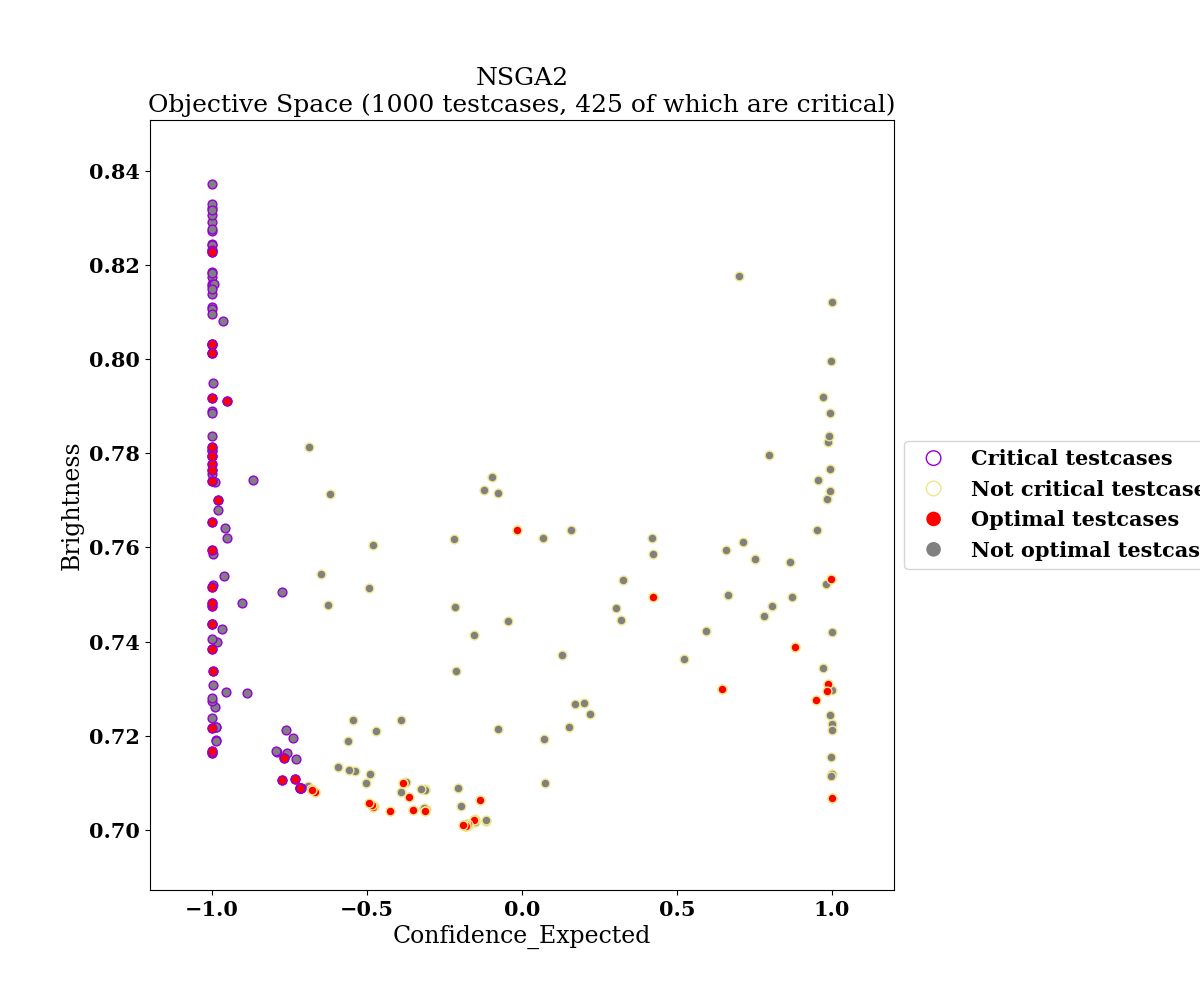 NSGA2
Objective Space (1000 testcases, 425 of which are critical)
0.84
0.82
0.80
0.78
0.76
0.74
0.72
0.70
Brightness
−1.0 −0.5 0.0 0.5 1.0
Confidence_Expected
Critical testcases
Not critical testcase
Optimal testcases
Not optimal testcas